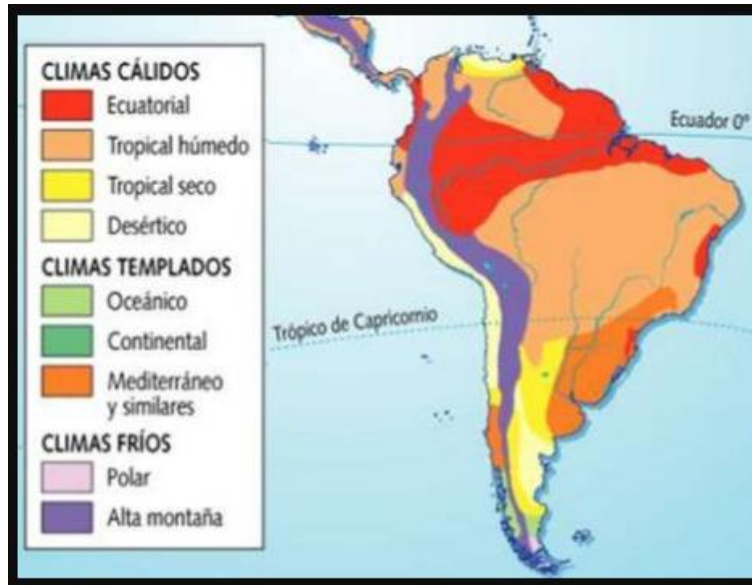 CLIMAS CÁLIDOS
Ecuatorial
Tropical húmedo
Tropical seco
Desértico
CLIMAS TEMPLADOS
Oceánico
Continental
Mediterráneo
y similares
CLIMAS FRÍOS
Polar
Alta montaña
Ecuador 0°
Trópico de Capricornio